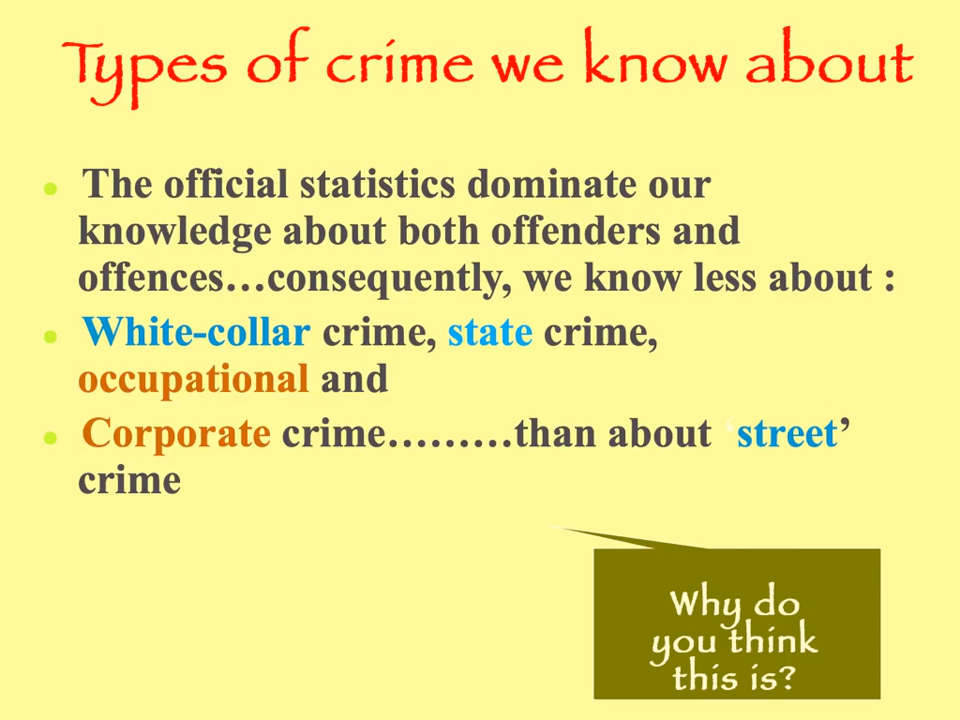 Types of crime we know about
• The official statistics dominate our
knowledge about both offenders and
offences…consequently, we know less about :
• White-collar crime, state crime,
occupational and
• Corporate crime………than about ‘street’
crime
Why do
you think
this is?